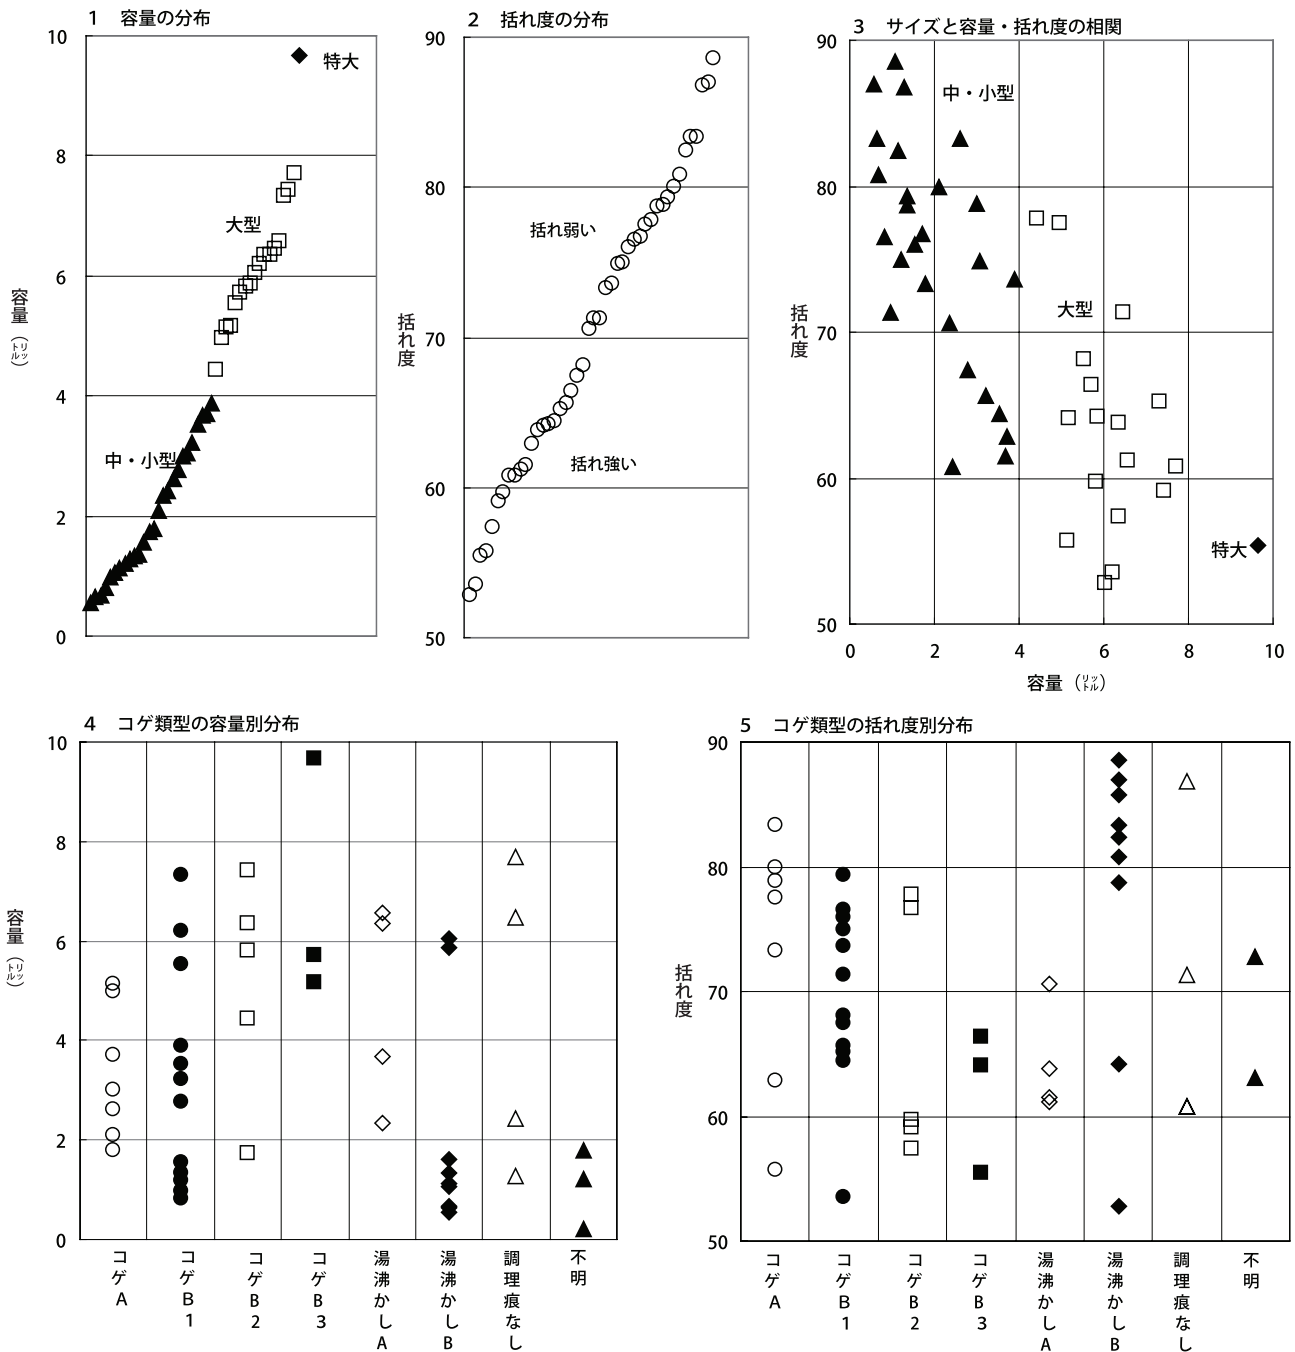 1 容量の分布
10
8
6
4
2
0
容量（リットル）
特大
大型
中・小型
2 括れ度の分布
90
80
70
60
50
括れ度
括れ弱い
括れ強い
3 サイズと容量・括れ度の相関
90
80
70
60
50
括れ度
中・小型
大型
特大
0 2 4 6 8 10
容量（リットル）
4 コゲ類型の容量別分布
10
8
6
4
2
0
容量（リットル）
コゲA
コゲB1
コゲB2
コゲB3
湯沸かしA
湯沸かしB
調理痕なし
不明
5 コゲ類型の括れ度別分布
90
80
70
60
50
括れ度
コゲA
コゲB1
コゲB2
コゲB3
湯沸かしA
湯沸かしB
調理痕なし
不明